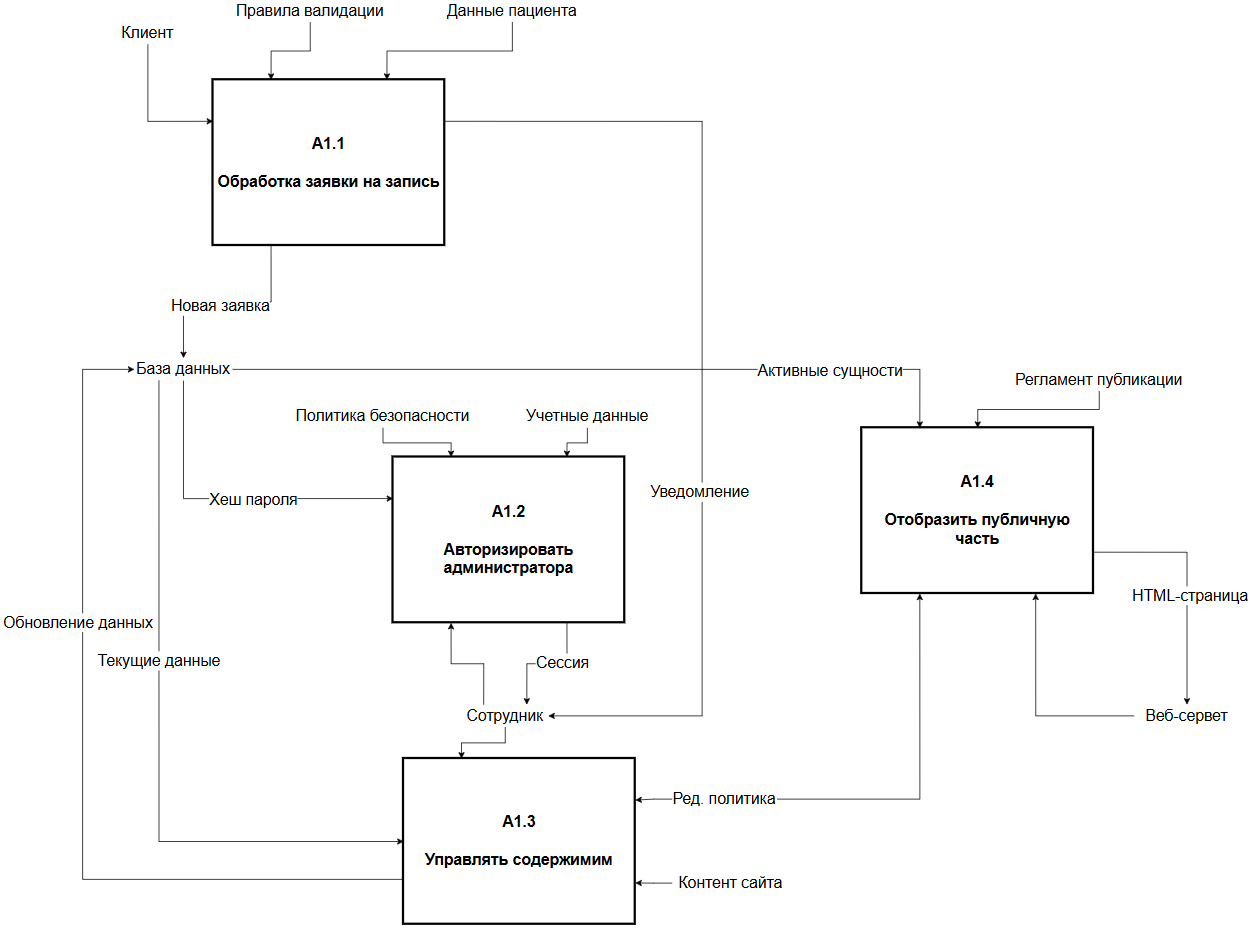 Правила валидации
Данные пациента
Клиент
A1.1
Обработка заявки на запись
Новая заявка
База данных
Активные сущности
Регламент публикации
Политика безопасности
Учетные данные
A1.4
Отобразить публичную
часть
Уведомление
Хеш пароля
A1.2
Авторизировать
администратора
HTML-страница
Обновление данных
Текущие данные
Сессия
Сотрудник
Веб-сервет
Ред. политика
A1.3
Управлять содержимим
Контент сайта